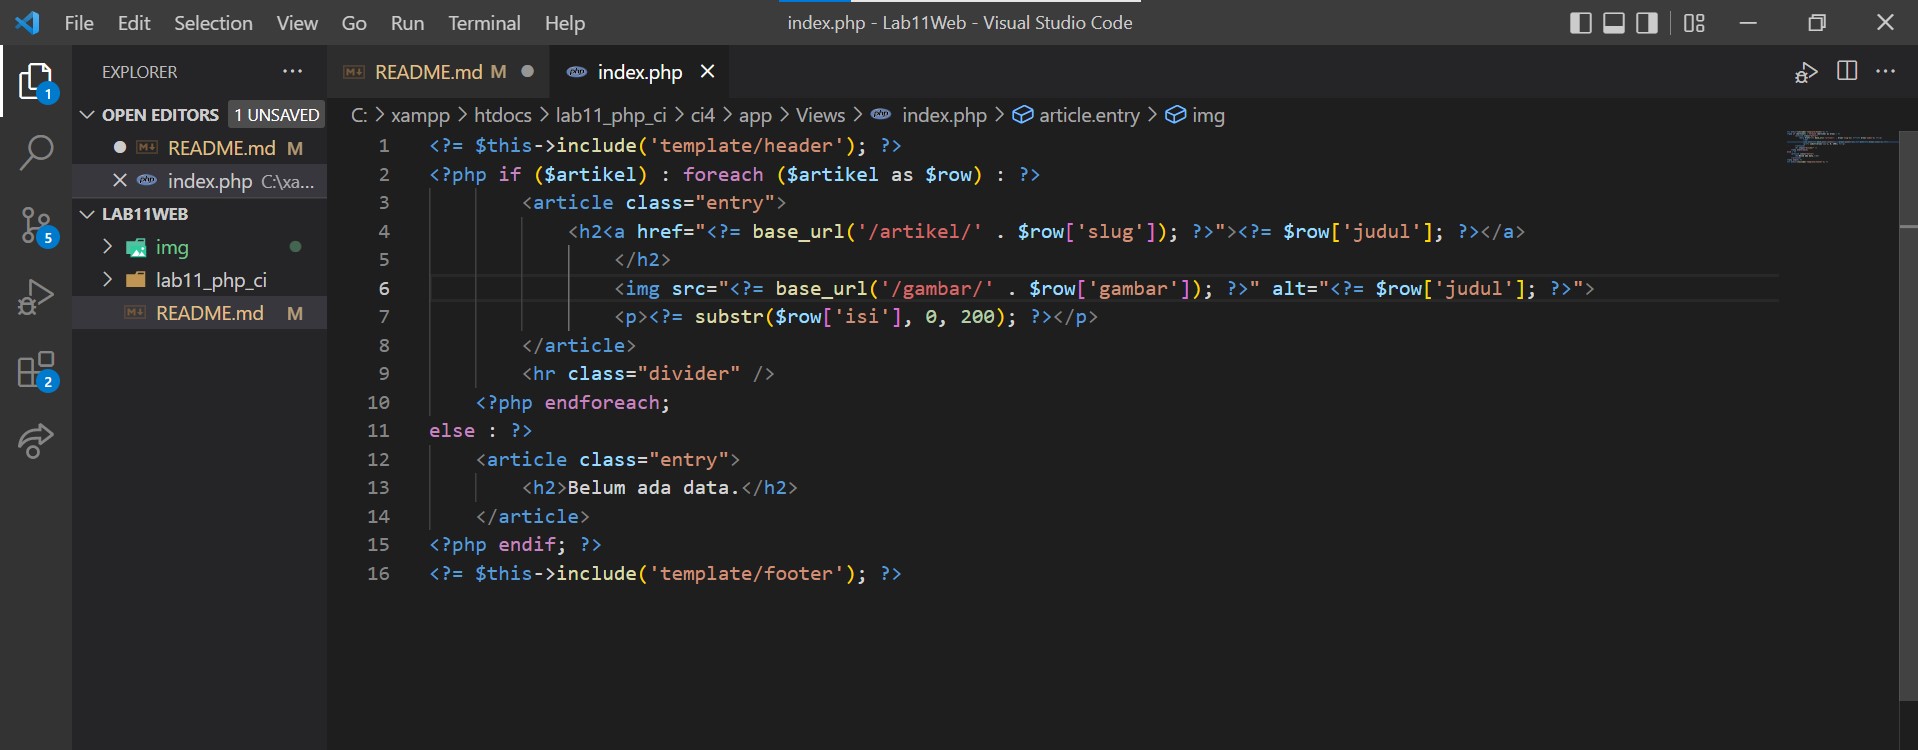 File Edit Selection View Go Run Terminal Help
index.php - Lab11Web - Visual Studio Code
EXPLORER
OPEN EDITORS 1 UNSAVED
README.md M
index.php C:\xa...
LAB11WEB
img
lab11_php_ci
README.md M
1
5
2
README.md M
index.php
C: > xampp > htdocs > lab11_php_ci > ci4 > app > Views > index.php > article.entry > img
1 <?= $this->include('template/header'); ?>
2 <?php if ($artikel) : foreach ($artikel as $row) : ?>
3 <article class="entry">
4 <h2<a href="<?= base_url('/artikel/' . $row['slug']); ?>"><?= $row['judul']; ?></a>
5 </h2>
6 <img src="<?= base_url('/gambar/' . $row['gambar']); ?>" alt="<?= $row['judul']; ?>">
7 <p><?= substr($row['isi'], 0, 200); ?></p>
8 </article>
9 <hr class="divider" />
10 <?php endforeach;
11 else : ?>
12 <article class="entry">
13 <h2>Belum ada data.</h2>
14 </article>
15 <?php endif; ?>
16 <?= $this->include('template/footer'); ?>